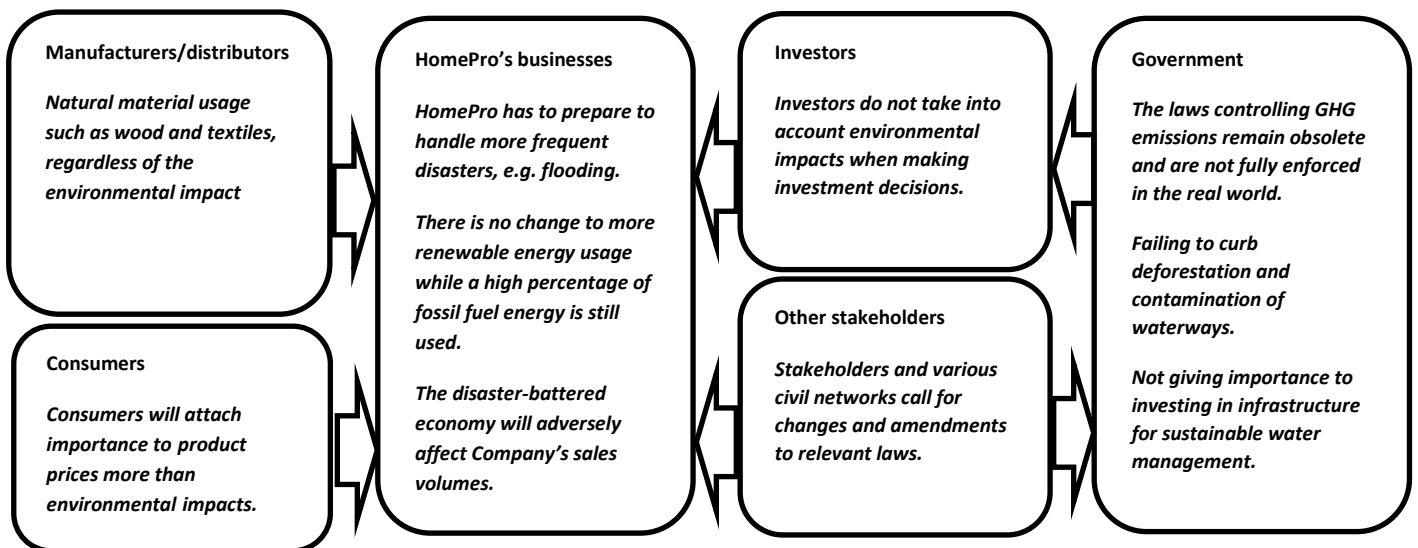 Manufacturers/distributors
Natural material usage
such as wood and textiles,
regardless of the
environmental impact
Consumers
Consumers will attach
importance to product
prices more than
environmental impacts.
HomePro's businesses
HomePro has to prepare to
handle more frequent
disasters, e.g. flooding.
There is no change to more
renewable energy usage
while a high percentage of
fossil fuel energy is still
used.
The disaster-battered
economy will adversely
affect Company's sales
volumes.
Investors
Investors do not take into
account environmental
impacts when making
investment decisions.
Other stakeholders
Stakeholders and various
civil networks call for
changes and amendments
to relevant laws.
Government
The laws controlling GHG
emissions remain obsolete
and are not fully enforced
in the real world.
Failing to curb
deforestation and
contamination of
waterways.
Not giving importance to
investing in infrastructure
for sustainable water
management.